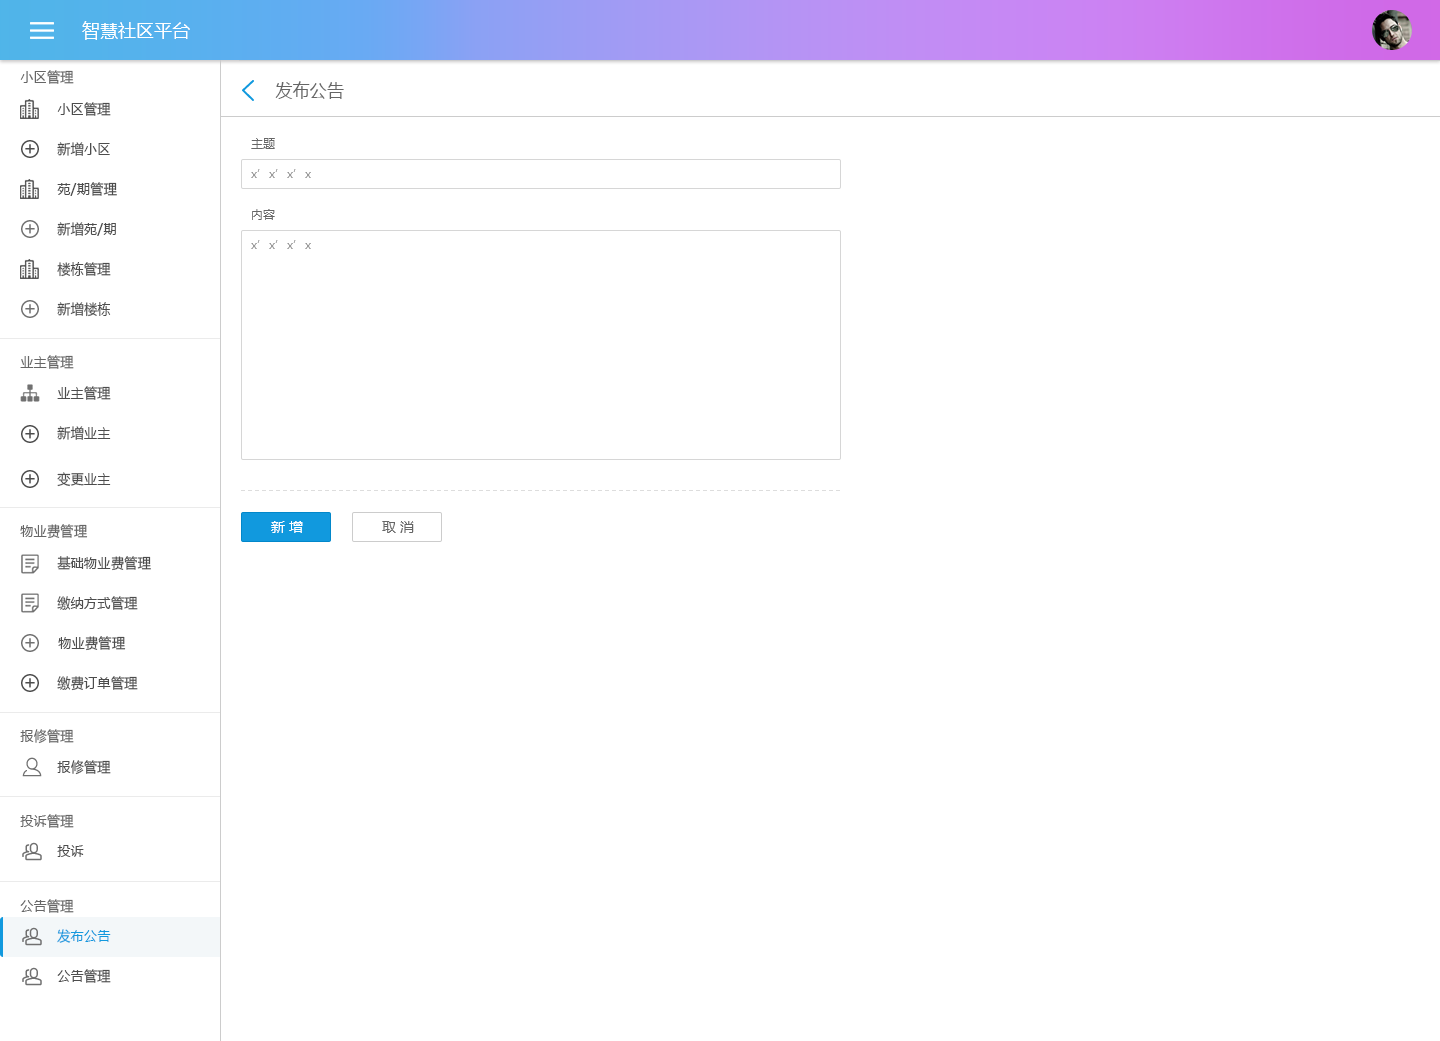 智慧社区平台
小区管理
小区管理
新增小区
苑/期管理
新增苑/期
楼栋管理
新增楼栋
业主管理
业主管理
新增业主
变更业主
物业费管理
基础物业费管理
缴纳方式管理
物业费管理
缴费订单管理
报修管理
报修管理
投诉管理
投诉
公告管理
发布公告
公告管理
发布公告
主题
x′ x′ x′ x
内容
x′ x′ x′ x
新 增
取 消